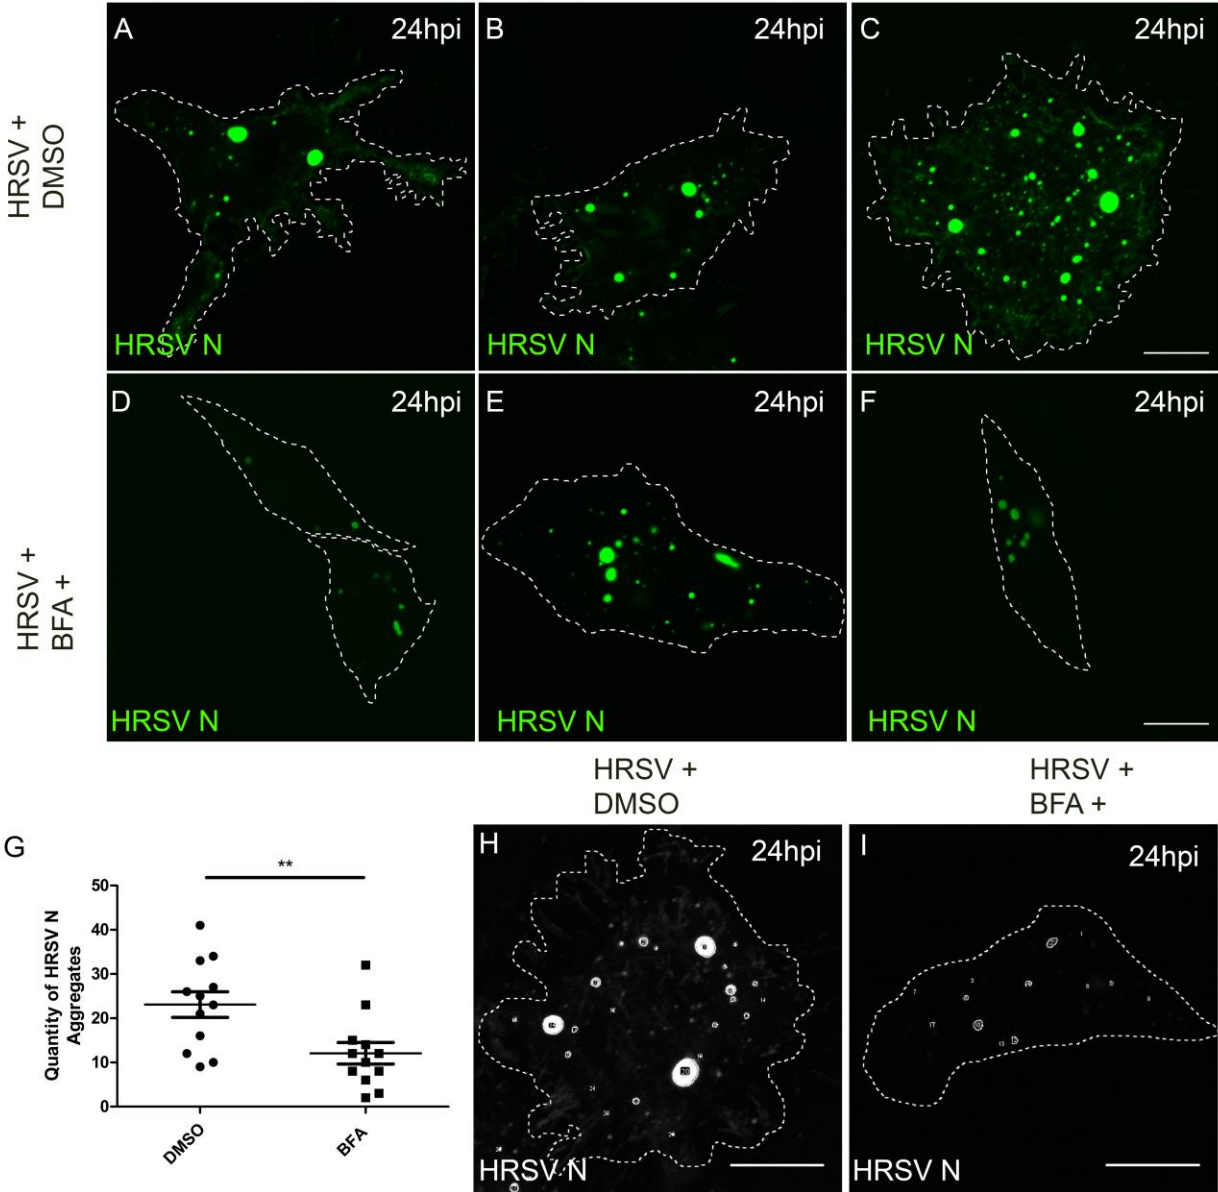 HRSV +
DMSO
A
24hpi
HRSV N
B
24hpi
HRSV N
C
24hpi
HRSV N
HRSV +
BFA +
D
24hpi
HRSV N
E
24hpi
HRSV N
F
24hpi
HRSV N
G
**
Quantity of HRSV N
Aggregates
50
40
30
20
10
0
DMSO
BFA
HRSV +
DMSO
H
24hpi
HRSV N
HRSV +
BFA +
I
24hpi
HRSV N